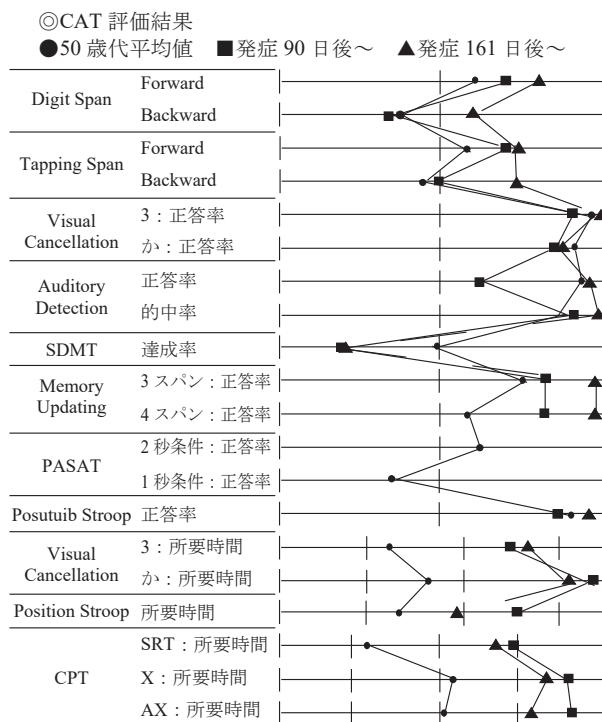 ◎CAT 評価結果
●50 歳代平均値 ■発症 90 日後～ ▲発症 161 日後～
Digit Span
Forward
Backward
Tapping Span
Forward
Backward
Visual
Cancellation
3：正答率
か：正答率
Auditory
Detection
正答率
的中率
SDMT
達成率
Memory
Updating
3 スパン：正答率
4 スパン：正答率
PASAT
2 秒条件：正答率
1 秒条件：正答率
Posutuib Stroop
正答率
Visual
Cancellation
3：所要時間
か：所要時間
Position Stroop
所要時間
CPT
SRT：所要時間
X：所要時間
AX：所要時間